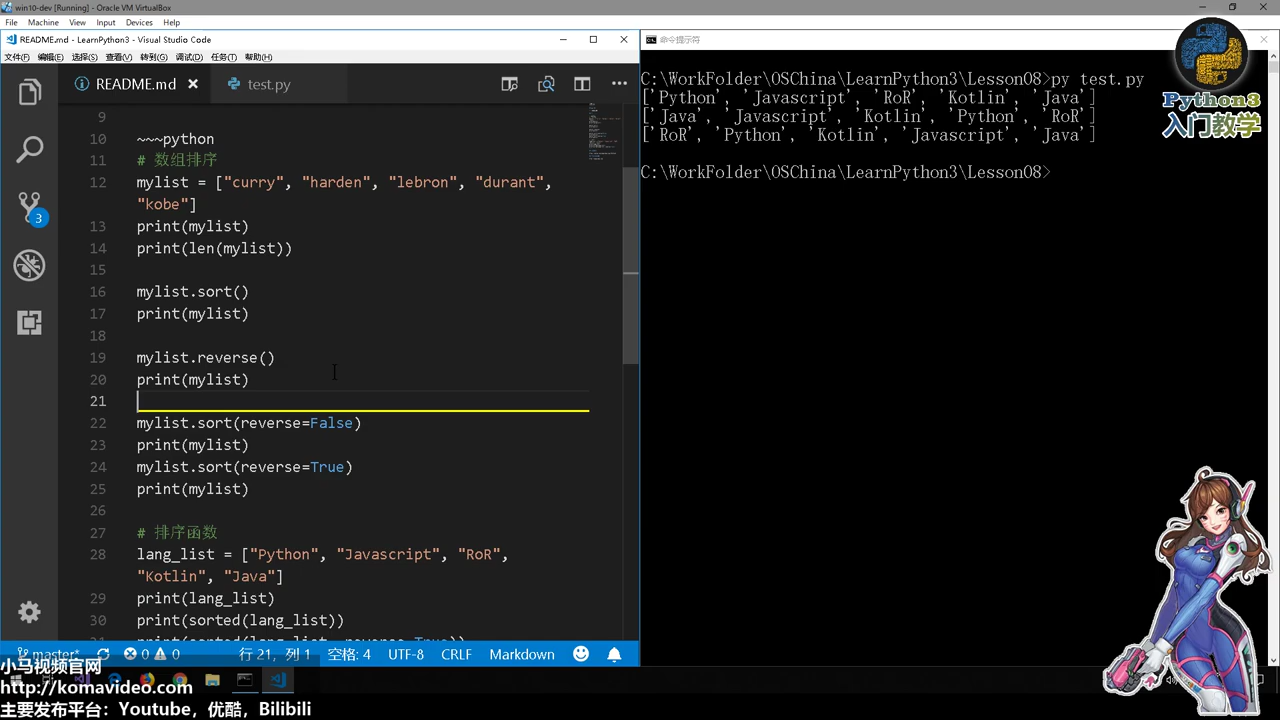 win10-dev [Running] - Oracle VM VirtualBox
File Machine View Input Devices Help
README.md - LearnPython3 - Visual Studio Code
文件(F) 编辑(E) 选择(S) 查看(V) 转到(G) 调试(D) 任务(T) 帮助(H)
README.md test.py
9
10 ~~~python
11 # 数组排序
12 mylist = ["curry", "harden", "lebron", "durant",
"kobe"]
13 print(mylist)
14 print(len(mylist))
15
16 mylist.sort()
17 print(mylist)
18
19 mylist.reverse()
20 print(mylist)
21
22 mylist.sort(reverse=False)
23 print(mylist)
24 mylist.sort(reverse=True)
25 print(mylist)
26
27 # 排序函数
28 lang_list = ["Python", "Javascript", "RoR",
"Kotlin", "Java"]
29 print(lang_list)
30 print(sorted(lang_list))
3
master* 0 0 行 21, 列 1 空格: 4 UTF-8 CRLF Markdown
命令提示符
C:\WorkFolder\OSChina\LearnPython3\Lesson08>py test.py
['Python', 'Javascript', 'RoR', 'Kotlin', 'Java']
['Java', 'Javascript', 'Kotlin', 'Python', 'RoR']
['RoR', 'Python', 'Kotlin', 'Javascript', 'Java']
C:\WorkFolder\OSChina\LearnPython3\Lesson08>
Python3
入门教学
小马视频官网
http://komavideo.com
主要发布平台: Youtube, 优酷, Bilibili